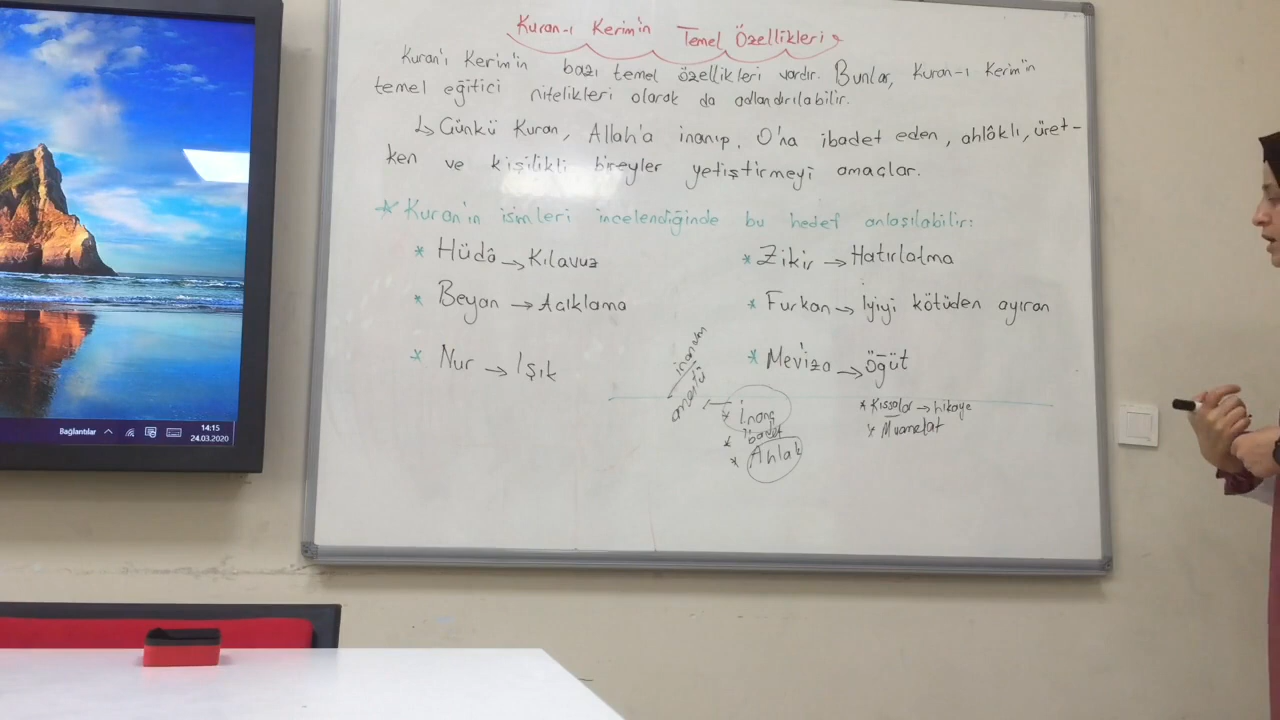 Kuran-ı Kerim'in Temel Özellikleri
Kuran'ı Kerim'in bazı temel özellikleri vardır. Bunlar, Kuran-ı Kerim'in
temel eğitici nitelikleri olarak da adlandırılabilir.
↳ Çünkü Kuran, Allah'a inanıp, O'na ibadet eden, ahlâklı, üret-
ken ve kişilikli bireyler yetiştirmeyi amaçlar.
* Kuran'ın isimleri incelendiğinde bu hedef anlaşılabilir:
* Hüdâ → Kılavuz
* Beyan → Açıklama
* Nur → Işık
* Zikir → Hatırlatma
* Furkan → İyiyi kötüden ayıran
* Mev'iza → Öğüt
amentü
* İnanç
* İbadet
* Ahlak
* Kıssalar → hikaye
* Muamelat
Bağlantılar
14:15
24.03.2020